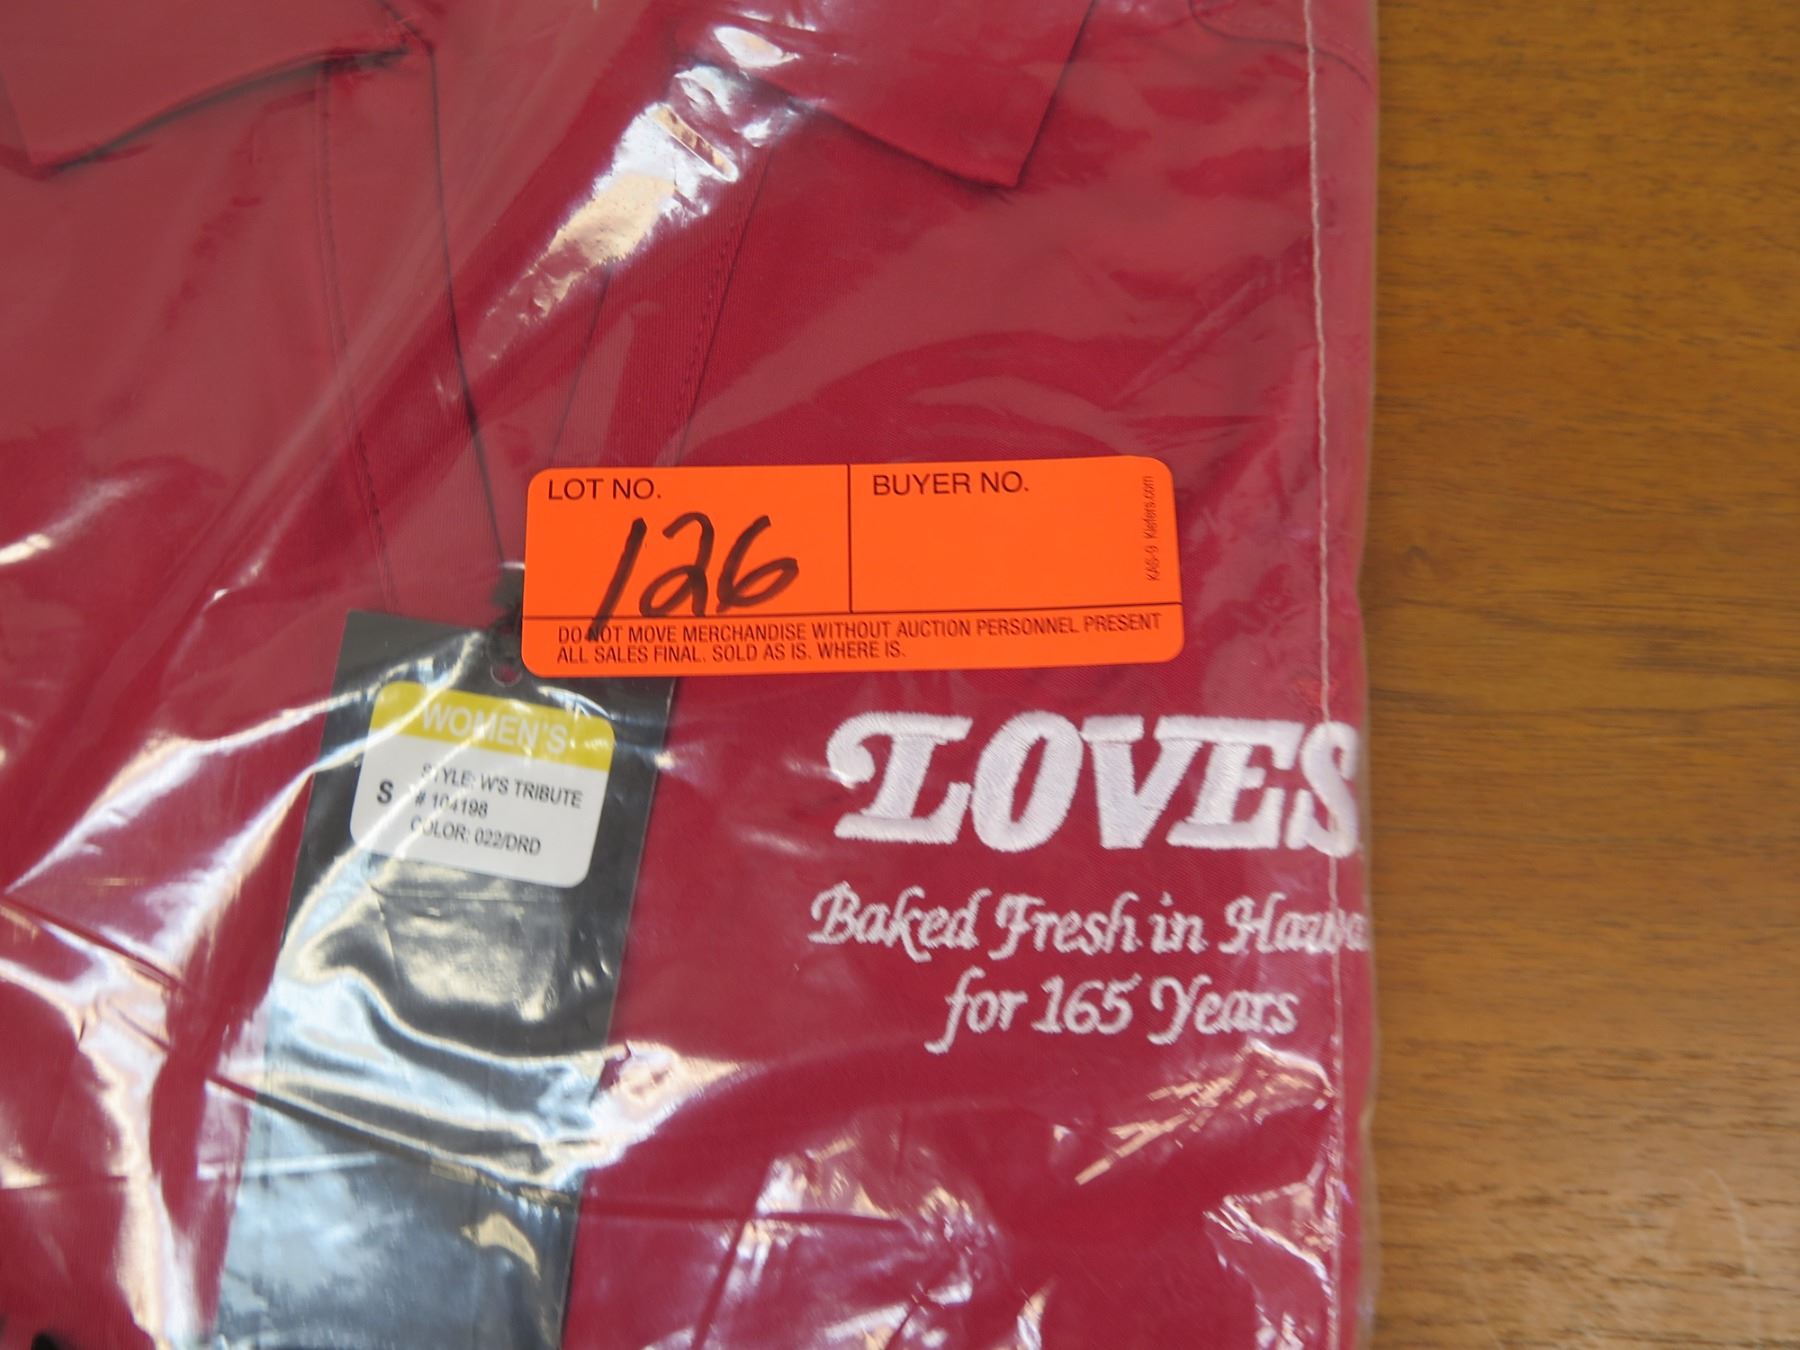 LOT NO.
BUYER NO.
126
KAS-9 Kiefers.com
DO NOT MOVE MERCHANDISE WITHOUT AUCTION PERSONNEL PRESENT
ALL SALES FINAL. SOLD AS IS. WHERE IS.
WOMEN'S
STYLE: W'S TRIBUTE
S # 104198
COLOR: 022/DRD
LOVES
Baked Fresh in Hawa
for 165 Years